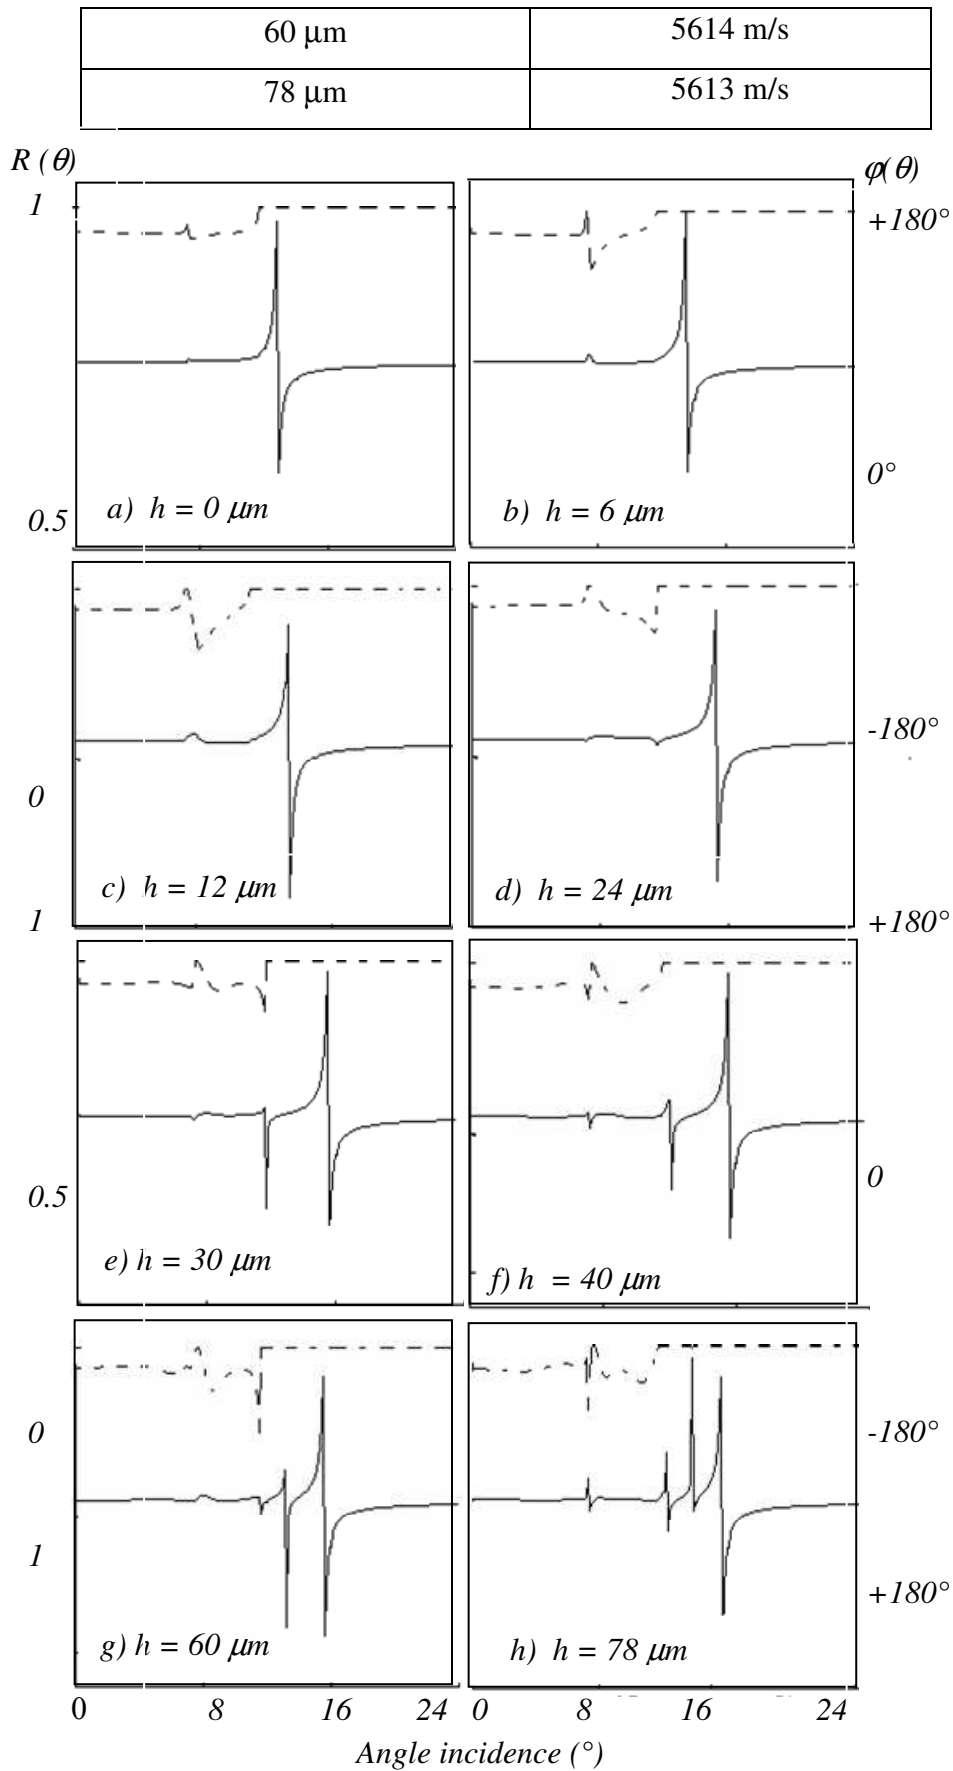 60 μm 5614 m/s
78 μm 5613 m/s
R (θ)
φ(θ)
1
+180°
0°
a) h = 0 μm
b) h = 6 μm
0.5
-180°
0
c) h = 12 μm
d) h = 24 μm
1
+180°
0
0.5
e) h = 30 μm
f) h = 40 μm
0
-180°
1
+180°
g) h = 60 μm
h) h = 78 μm
0 8 16 24 0 8 16 24
Angle incidence (°)